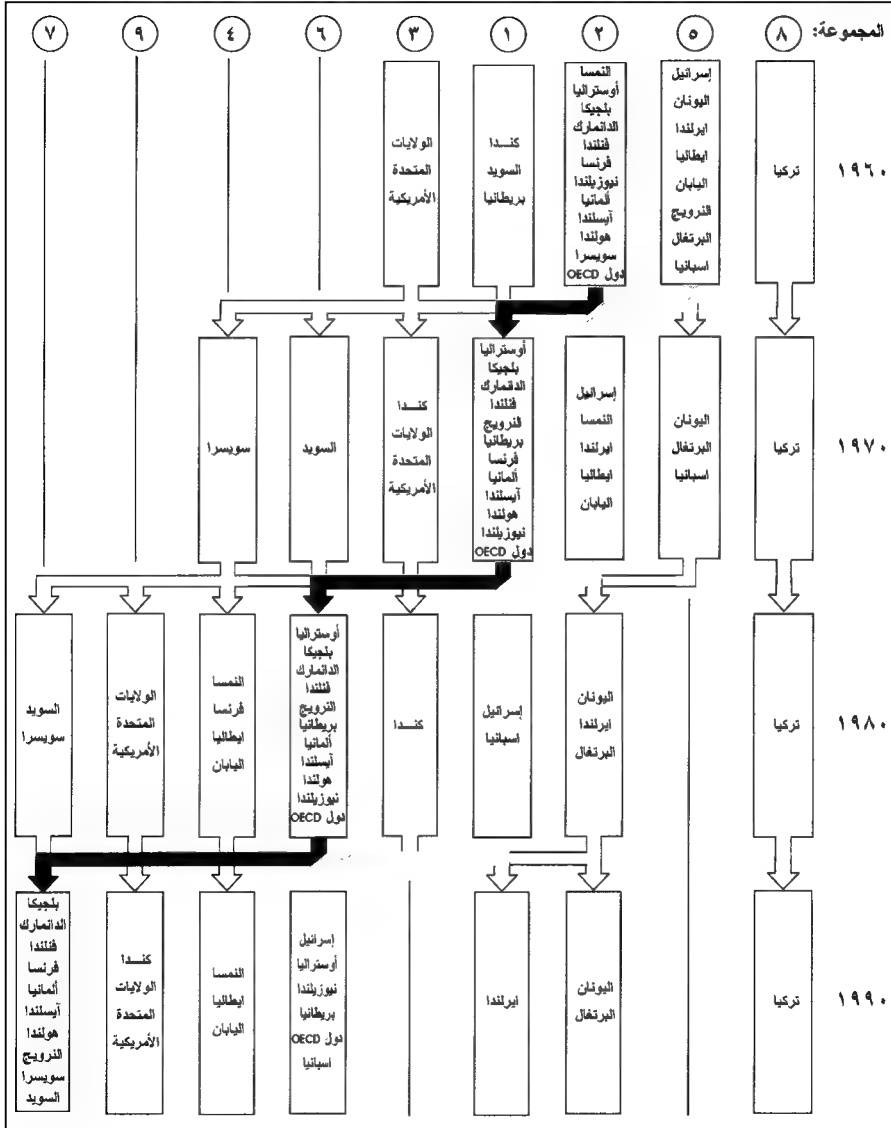 المجموعة: ٨ ٥ ٢ ١ ٣ ٦ ٤ ٩ ٧
١٩٦٠
تركيا
إسرائيل
اليونان
ايرلندا
ايطاليا
اليابان
النرويج
البرتغال
اسبانيا
النمسا
أوستراليا
بلجيكا
الدانمارك
فنلندا
فرنسا
نيوزيلندا
ألمانيا
آيسلندا
هولندا
سويسرا
دول OECD
كنــدا
السويد
بريطانيا
الولايات
المتحدة
الأمريكية
١٩٧٠
تركيا
اليونان
البرتغال
اسبانيا
إسرائيل
النمسا
ايرلندا
ايطاليا
اليابان
أوستراليا
بلجيكا
الدانمارك
فنلندا
النرويج
بريطانيا
فرنسا
ألمانيا
آيسلندا
هولندا
نيوزيلندا
دول OECD
كنــدا
الولايات
المتحدة
الأمريكية
السويد
سويسرا
١٩٨٠
تركيا
اليونان
ايرلندا
البرتغال
إسرائيل
اسبانيا
كنــدا
أوستراليا
بلجيكا
الدانمارك
فنلندا
النرويج
بريطانيا
ألمانيا
آيسلندا
هولندا
نيوزيلندا
دول OECD
النمسا
فرنسا
ايطاليا
اليابان
الولايات
المتحدة
الأمريكية
السويد
سويسرا
١٩٩٠
تركيا
اليونان
البرتغال
ايرلندا
إسرائيل
أوستراليا
نيوزيلندا
بريطانيا
دول OECD
اسبانيا
النمسا
ايطاليا
اليابان
كنــدا
الولايات
المتحدة
الأمريكية
بلجيكا
الدانمارك
فنلندا
فرنسا
ألمانيا
آيسلندا
هولندا
النرويج
سويسرا
السويد